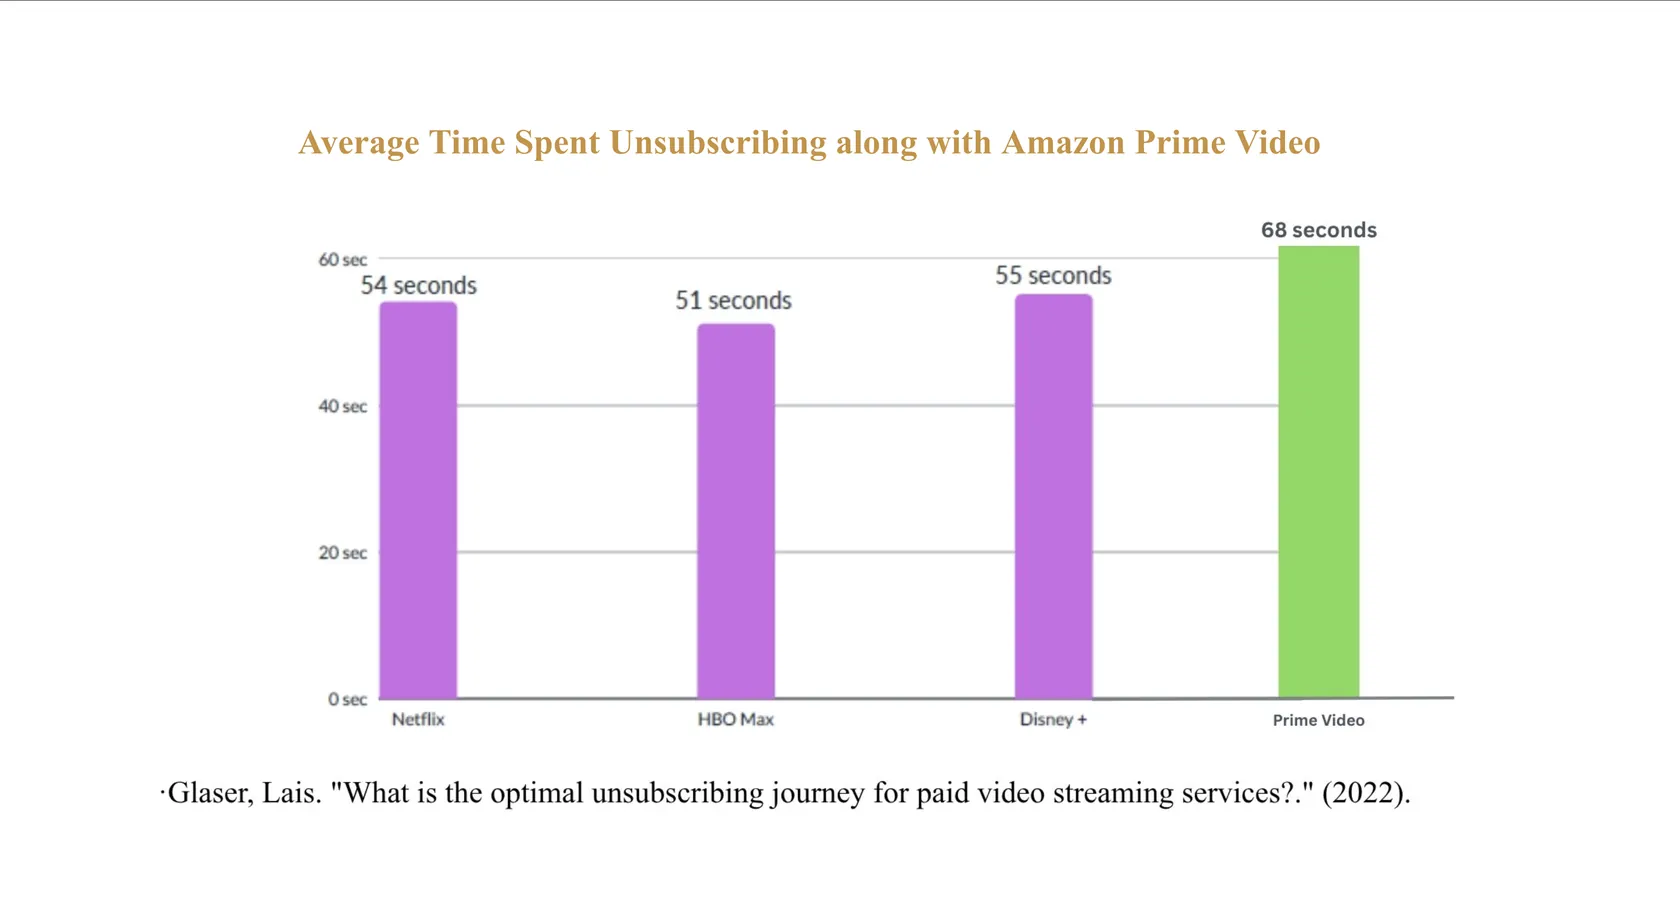 Average Time Spent Unsubscribing along with Amazon Prime Video
68 seconds
60 sec
54 seconds
51 seconds
55 seconds
40 sec
20 sec
0 sec
Netflix
HBO Max
Disney +
Prime Video
·Glaser, Lais. "What is the optimal unsubscribing journey for paid video streaming services?." (2022).